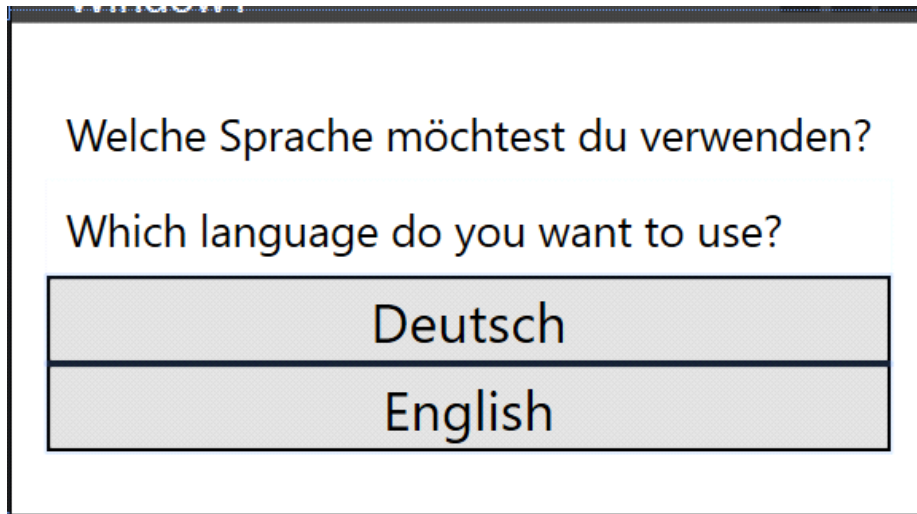 Welche Sprache möchtest du verwenden?
Which language do you want to use?
Deutsch
English